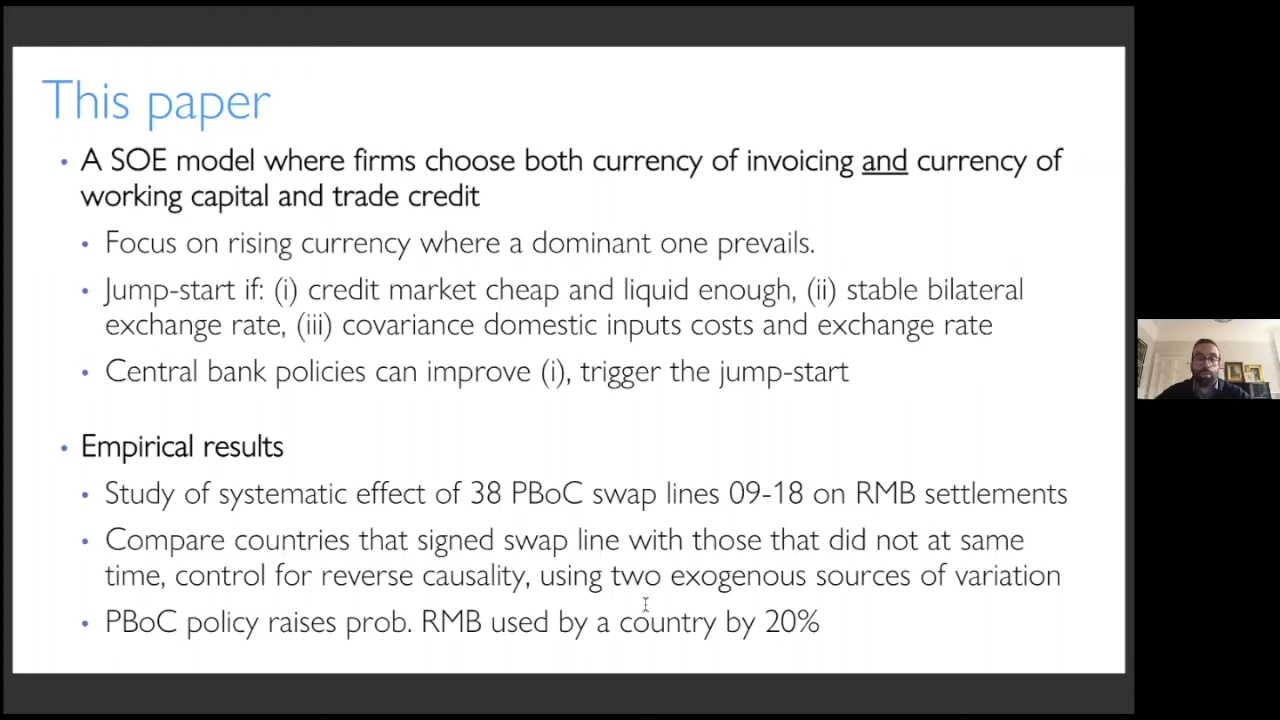 This paper
• A SOE model where firms choose both currency of invoicing and currency of
working capital and trade credit
• Focus on rising currency where a dominant one prevails.
• Jump-start if: (i) credit market cheap and liquid enough, (ii) stable bilateral
exchange rate, (iii) covariance domestic inputs costs and exchange rate
• Central bank policies can improve (i), trigger the jump-start
• Empirical results
• Study of systematic effect of 38 PBoC swap lines 09-18 on RMB settlements
• Compare countries that signed swap line with those that did not at same
time, control for reverse causality, using two exogenous sources of variation
• PBoC policy raises prob. RMB used by a country by 20%